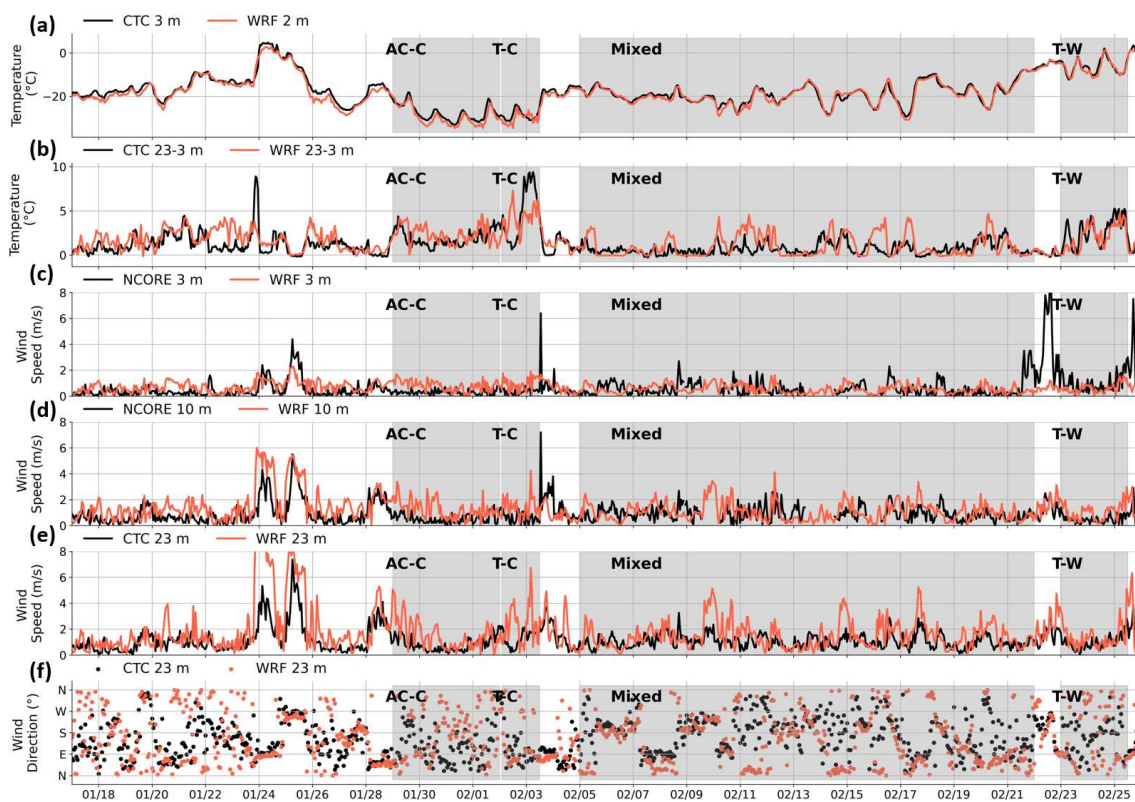 (a) CTC 3 m WRF 2 m
AC-C T-C Mixed T-W
Temperature
(°C)
0
−20
(b) CTC 23-3 m WRF 23-3 m
AC-C T-C Mixed T-W
Temperature
(°C)
10
5
0
(c) NCORE 3 m WRF 3 m
AC-C T-C Mixed T-W
Wind
Speed (m/s)
8
6
4
2
0
(d) NCORE 10 m WRF 10 m
AC-C T-C Mixed T-W
Wind
Speed (m/s)
8
6
4
2
0
(e) CTC 23 m WRF 23 m
AC-C T-C Mixed T-W
Wind
Speed (m/s)
8
6
4
2
0
(f) CTC 23 m WRF 23 m
AC-C T-C Mixed T-W
Wind
Direction (°)
N
W
S
E
N
01/18 01/20 01/22 01/24 01/26 01/28 01/30 02/01 02/03 02/05 02/07 02/09 02/11 02/13 02/15 02/17 02/19 02/21 02/23 02/25